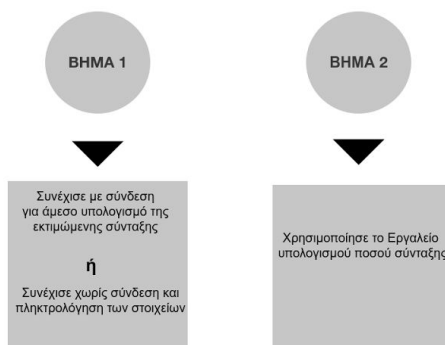 ΒΗΜΑ 1
Συνέχισε με σύνδεση
για άμεσο υπολογισμό της
εκτιμώμενης σύνταξης
ή
Συνέχισε χωρίς σύνδεση και
πληκτρολόγηση των στοιχείων
ΒΗΜΑ 2
Χρησιμοποίησε το Εργαλείο
υπολογισμού ποσού σύνταξης